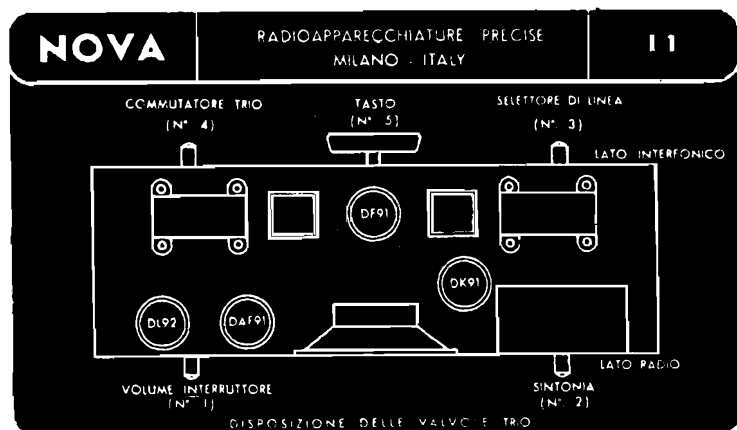 NOVA
RADIOAPPARECCHIATURE PRECISE
MILANO - ITALY
11
COMMUTATORE TRIO
(N° 4)
TASTO
(N° 5)
SELETTORE DI LINEA
(N° 3)
LATO INTERFONICO
DF91
DK91
DL92
DAF91
LATO RADIO
VOLUME INTERRUTTORE
(N° 1)
SINTONIA
(N° 2)
DISPOSIZIONE DELLE VALVOLE TRIO